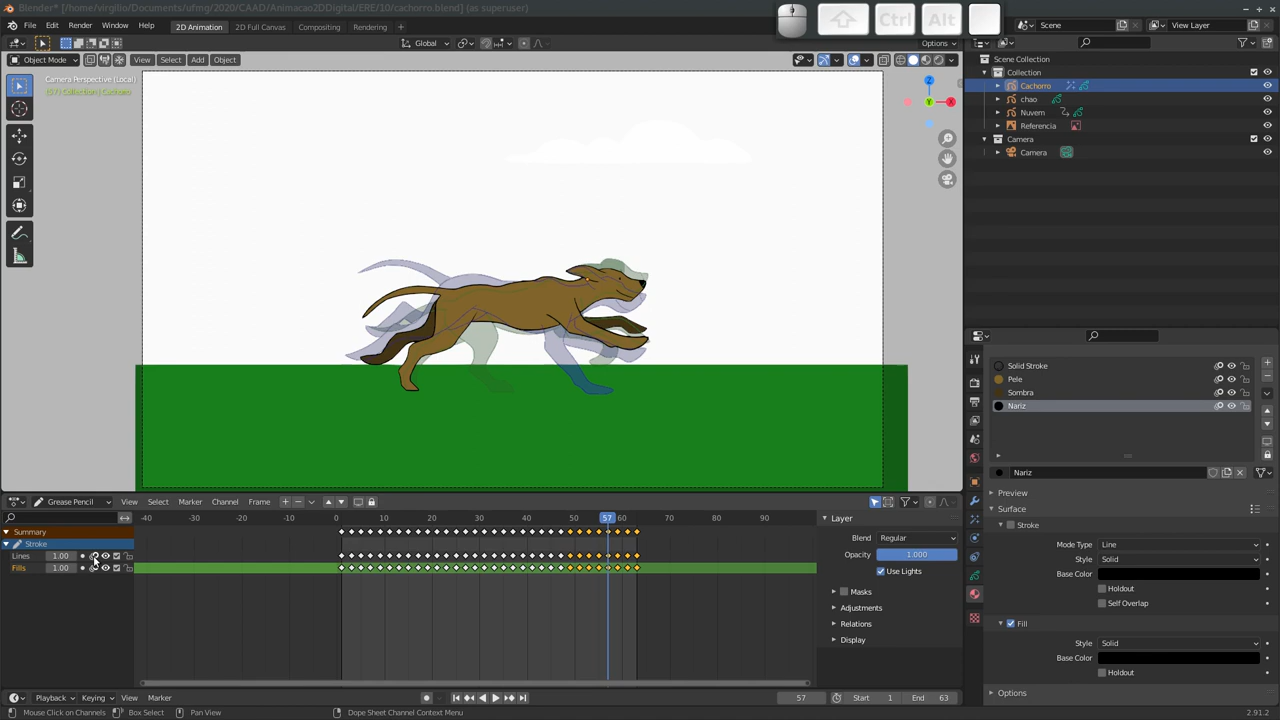 Blender* [/home/virgilio/Documents/ufmg/2020/CAAD/Animacao2DDigital/ERE/10/cachorro.blend] (as superuser)
Ctrl Alt
File Edit Render Window Help 2D Animation 2D Full Canvas Compositing Rendering Scene View Layer
Global Options
Object Mode View Select Add Object
Camera Perspective (Local)
(57) Collection | Cachorro
Z
Y
X
Scene Collection
Collection
Cachorro
chao
Nuvem
Referencia
Camera
Camera
Solid Stroke
Pele
Sombra
Nariz
Nariz
Preview
Surface
Stroke
Mode Type Line
Style Solid
Base Color
Holdout
Self Overlap
Fill
Style Solid
Base Color
Holdout
Options
Grease Pencil View Select Marker Channel Frame
-40 -30 -20 -10 0 10 20 30 40 50 57 60 70 80 90
Summary
Stroke
Lines 1.00
Fills 1.00
Layer
Blend Regular
Opacity 1.000
Use Lights
Masks
Adjustments
Relations
Display
Playback Keying View Marker 57 Start 1 End 63
Mouse Click on Channels Box Select Pan View Dope Sheet Channel Context Menu 2.91.2